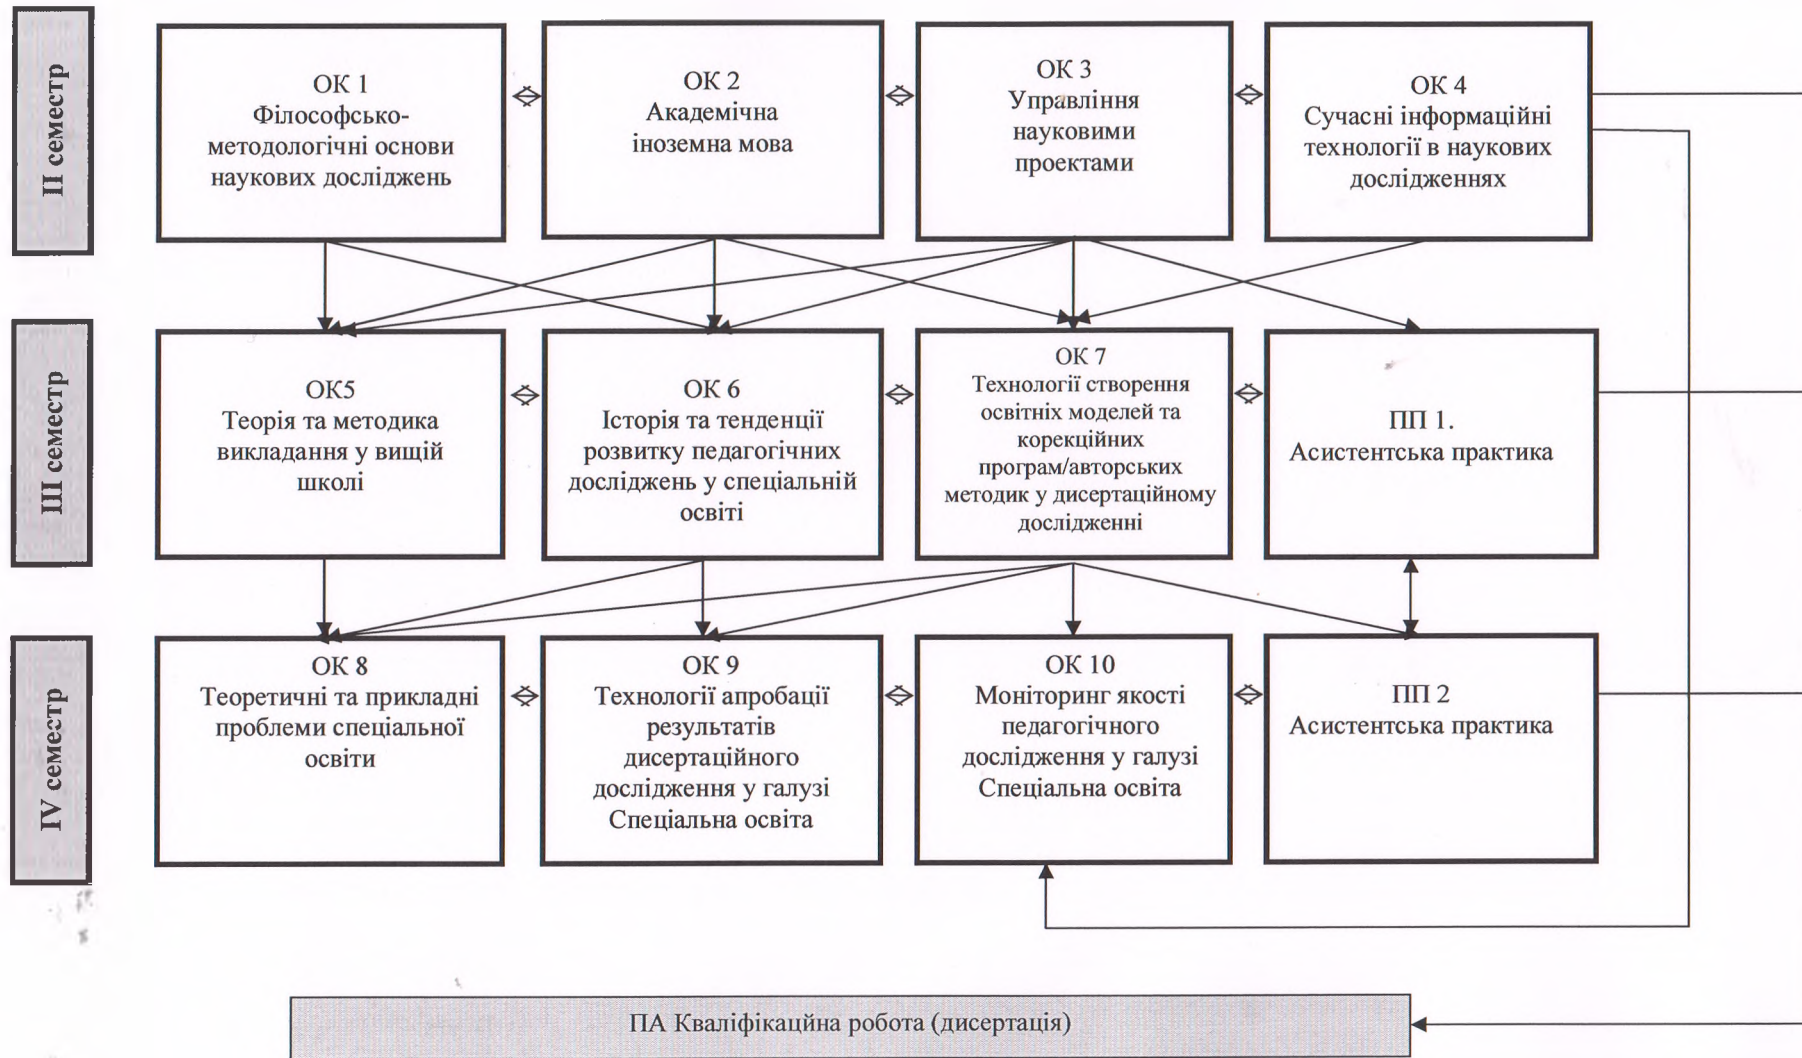 II семестр
ОК 1
Філософсько-
методологічні основи
наукових досліджень
ОК 2
Академічна
іноземна мова
ОК 3
Управління
науковими
проектами
ОК 4
Сучасні інформаційні
технології в наукових
дослідженнях
III семестр
ОК5
Теорія та методика
викладання у вищій
школі
ОК 6
Історія та тенденції
розвитку педагогічних
досліджень у спеціальній
освіті
ОК 7
Технології створення
освітніх моделей та
корекційних
програм/авторських
методик у дисертаційному
дослідженні
ПП 1.
Асистентська практика
IV семестр
ОК 8
Теоретичні та прикладні
проблеми спеціальної
освіти
ОК 9
Технології апробації
результатів
дисертаційного
дослідження у галузі
Спеціальна освіта
ОК 10
Моніторинг якості
педагогічного
дослідження у галузі
Спеціальна освіта
ПП 2
Асистентська практика
ПА Кваліфікаційна робота (дисертація)